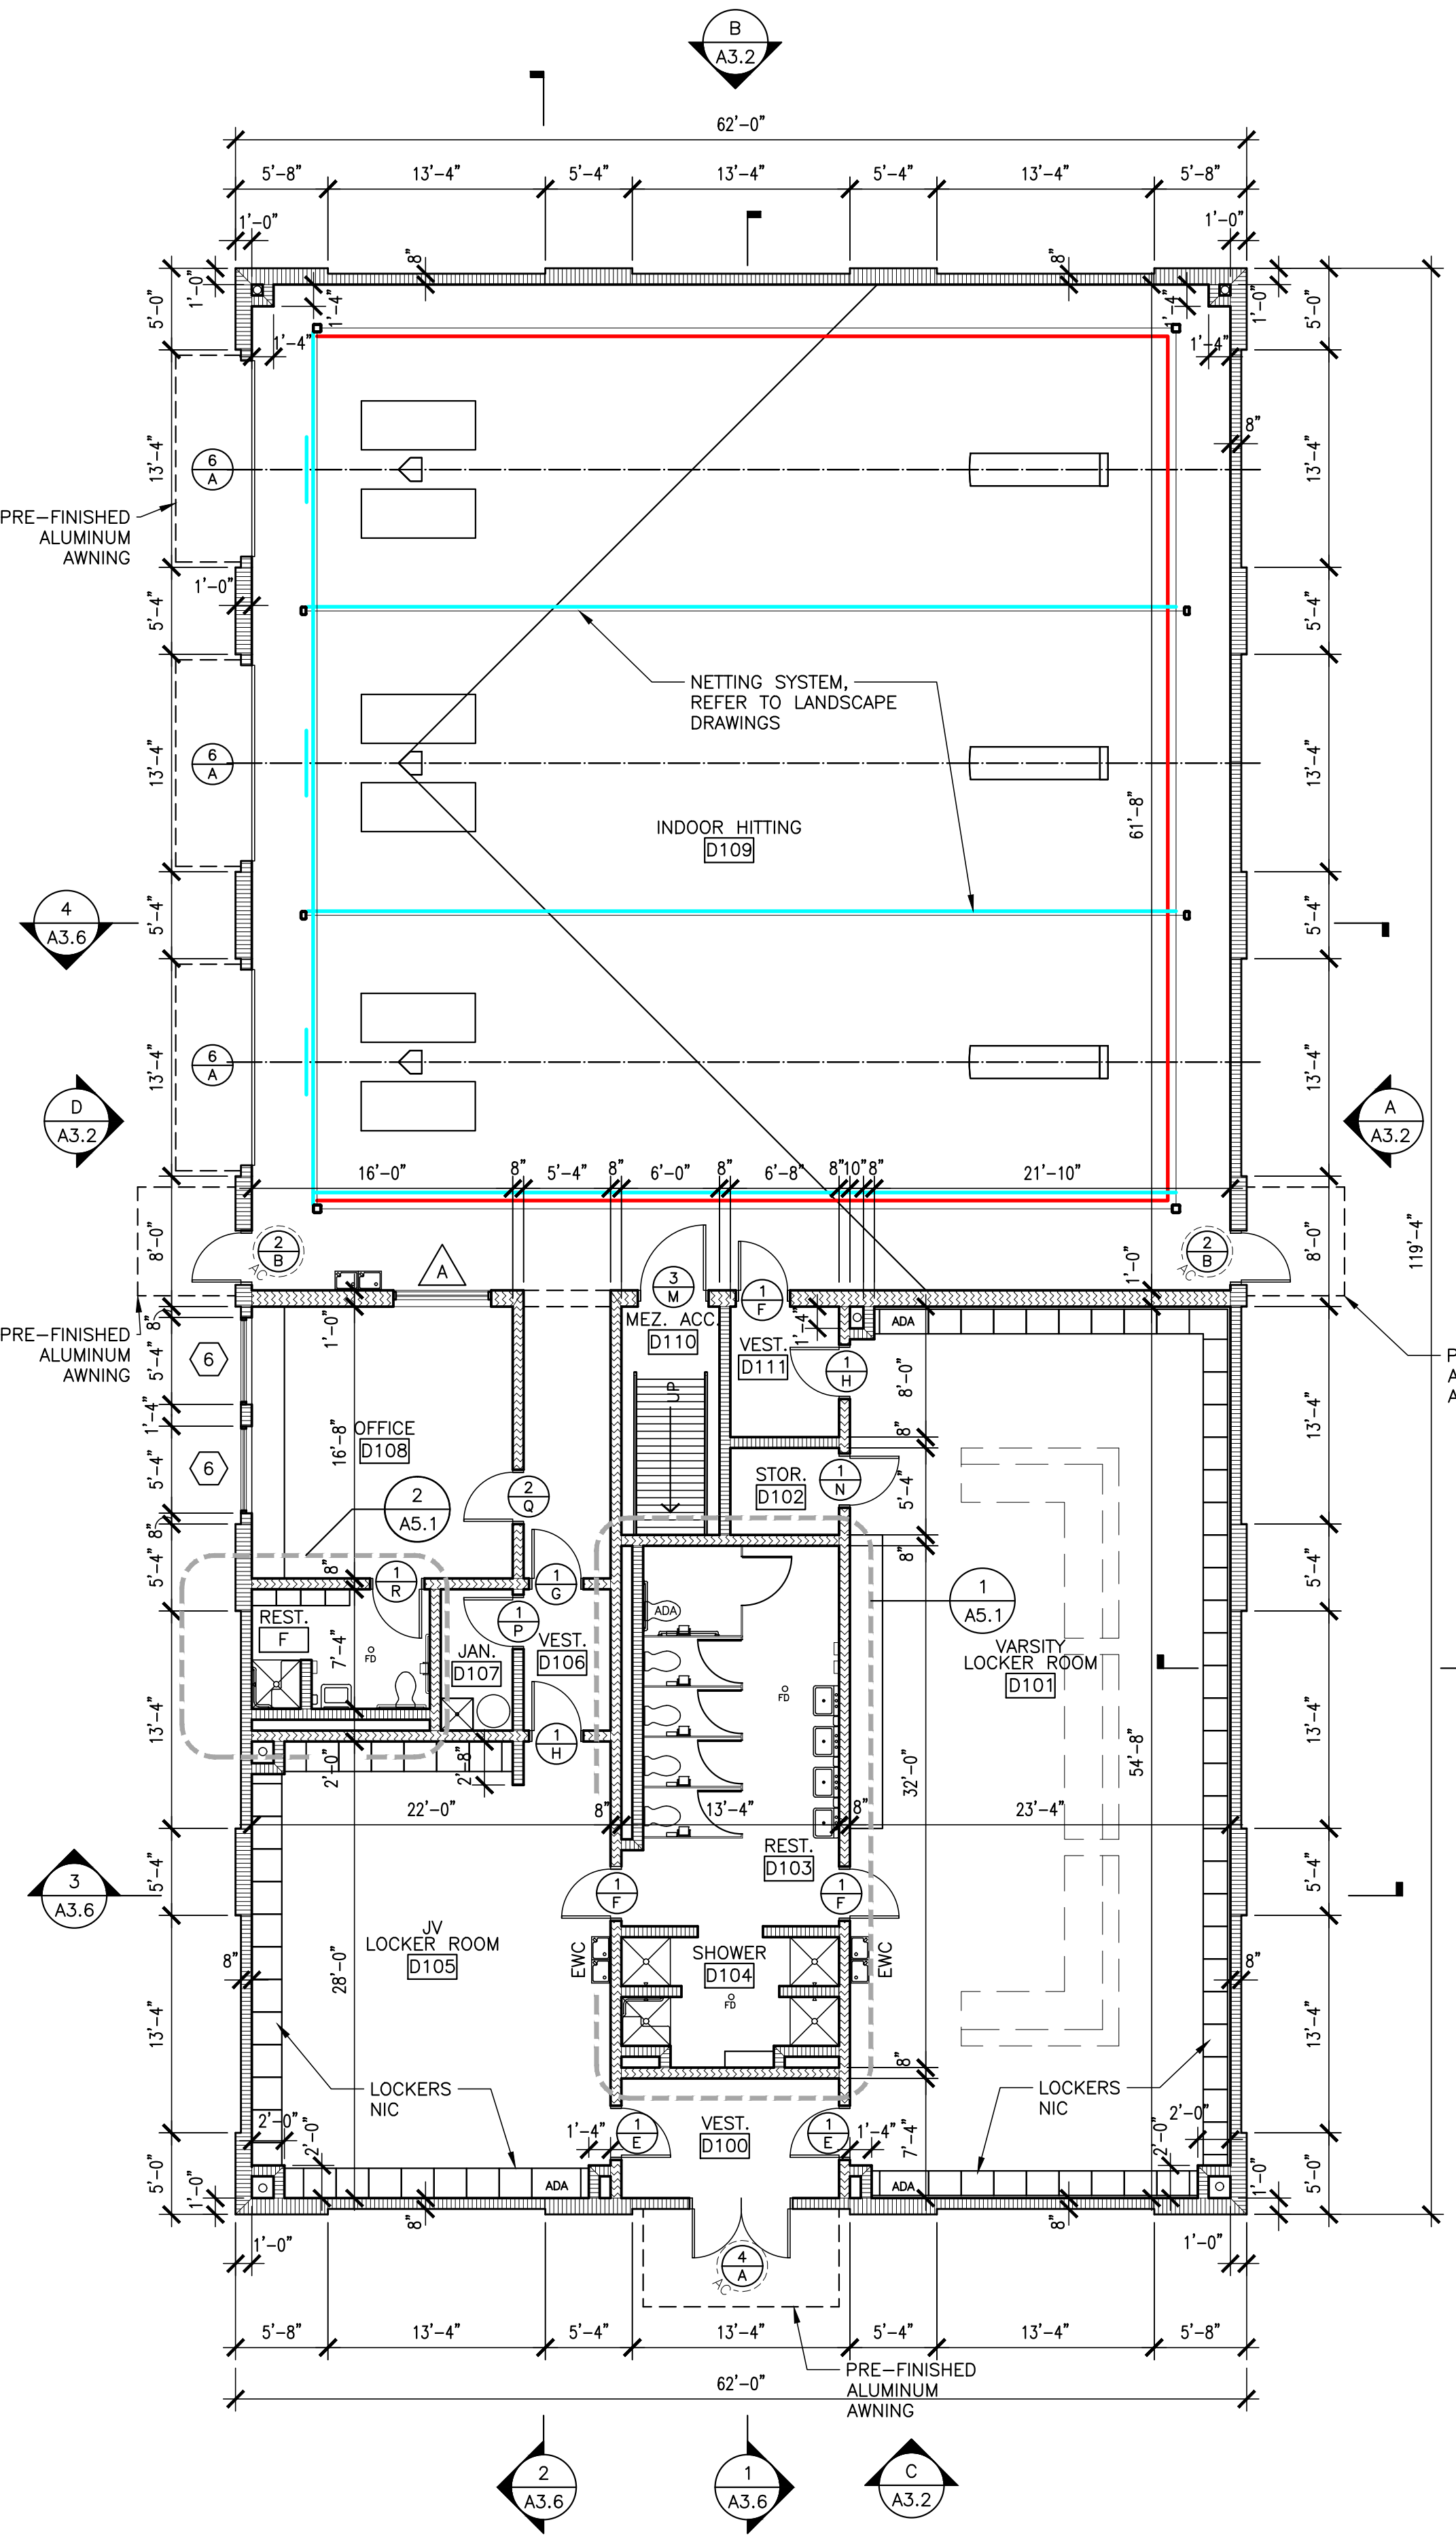 B
A3.2
62'-0"
5'-8" 13'-4" 5'-4" 13'-4" 5'-4" 13'-4" 5'-8"
1'-0" 1'-0"
8" 8"
1'-0" 1'-4" 1'-4" 1'-0"
5'-0" 5'-0"
1'-4" 1'-4"
8"
13'-4" 13'-4"
6
A
PRE-FINISHED
ALUMINUM
AWNING
1'-0"
5'-4" 5'-4"
NETTING SYSTEM,
REFER TO LANDSCAPE
DRAWINGS
13'-4" 13'-4"
6
A
61'-8"
INDOOR HITTING
D109
5'-4" 5'-4"
4
A3.6
13'-4" 13'-4"
6
A
D
A3.2
A
A3.2
16'-0" 8" 5'-4" 8" 6'-0" 8" 6'-8" 8" 10" 8" 21'-10"
119'-4"
8'-0" 8'-0"
2
B
AC
A
3
M
1
F
2
B
AC
1'-0"
PRE-FINISHED
ALUMINUM
AWNING
P
A
A
8"
1'-0"
MEZ. ACC.
D110
VEST.
D111
1'-4"
ADA
5'-4"
6
1
H
8'-0"
UP
1'-4"
13'-4"
OFFICE
D108
16'-8"
8"
5'-4"
6
STOR.
D102
1
N
5'-4"
2
Q
2
A5.1
8"
5'-4"
8"
8"
5'-4"
1
R
1
G
1
A5.1
ADA
REST.
F
1
P
7'-4"
FD
JAN.
D107
VEST.
D106
VARSITY
LOCKER ROOM
D101
FD
13'-4" 13'-4"
1
H
2'-0" 2'-8"
32'-0"
54'-8"
22'-0" 8" 13'-4" 8" 23'-4"
REST.
D103
5'-4" 5'-4"
3
A3.6
1
F
1
F
JV
LOCKER ROOM
D105
EWC
SHOWER
D104
EWC
FD
8" 8"
28'-0"
13'-4" 13'-4"
8"
LOCKERS
NIC
LOCKERS
NIC
2'-0" 2'-0"
1'-4" 1'-4"
1
E
VEST.
D100
1
E
7'-4"
2'-0" 2'-0"
5'-0" 5'-0"
1'-0" 1'-0"
ADA ADA
8" 8"
1'-0" 1'-0"
4
A
AC
5'-8" 13'-4" 5'-4" 13'-4" 5'-4" 13'-4" 5'-8"
62'-0"
PRE-FINISHED
ALUMINUM
AWNING
2
A3.6
1
A3.6
C
A3.2